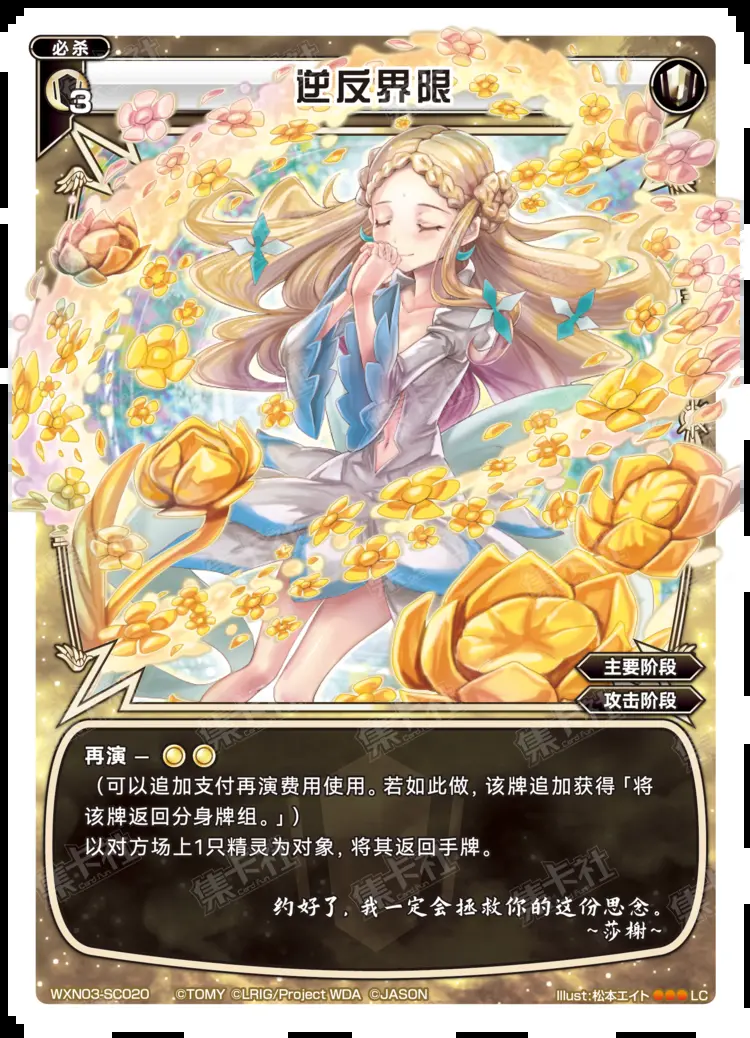 必杀
3
逆反界限
主要阶段
攻击阶段
再演 —
（可以追加支付再演费用使用。若如此做，该牌追加获得「将
该牌返回分身牌组。」）
以对方场上1只精灵为对象，将其返回手牌。
约好了，我一定会拯救你的这份思念。
~莎榭~
WXN03-SC020 ©TOMY ©LRIG/Project WDA ©JASON Illust:松本エイト LC
集卡社